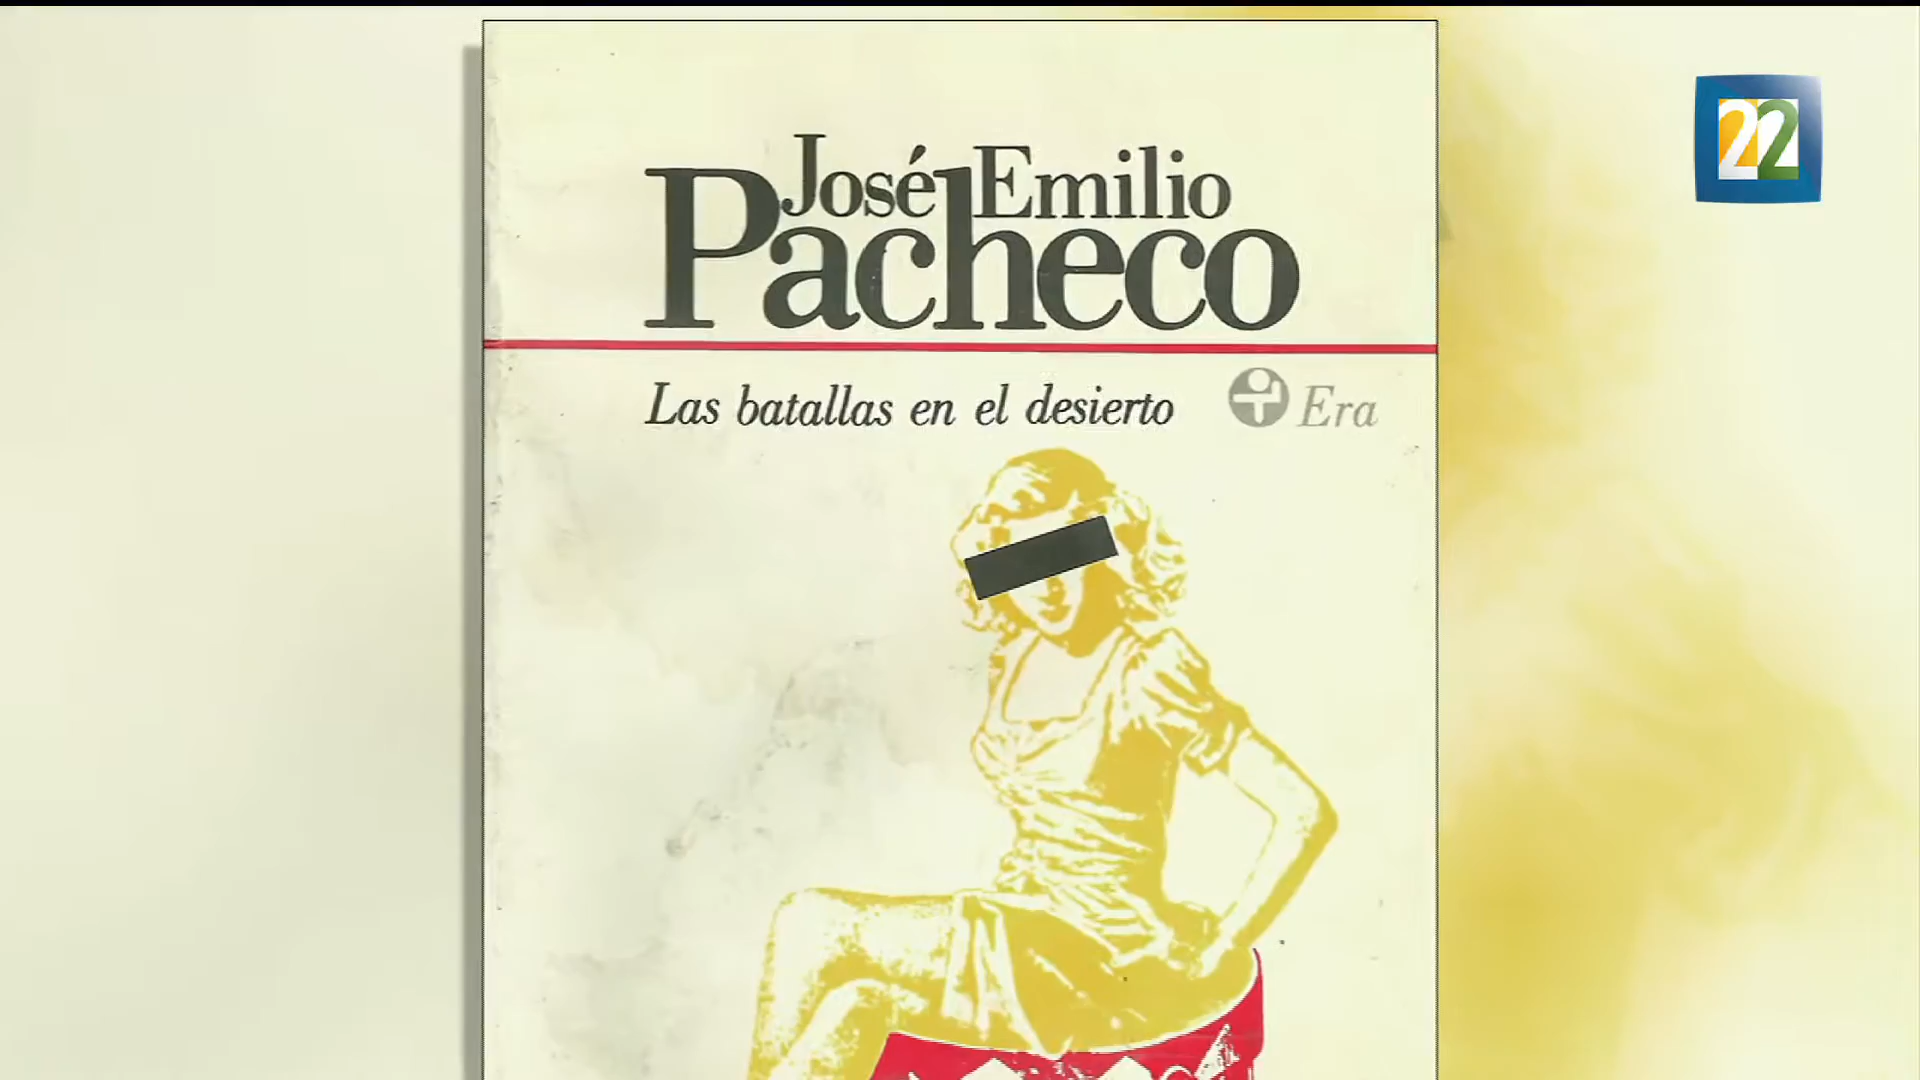 José Emilio
Pacheco
Las batallas en el desierto
Era
22